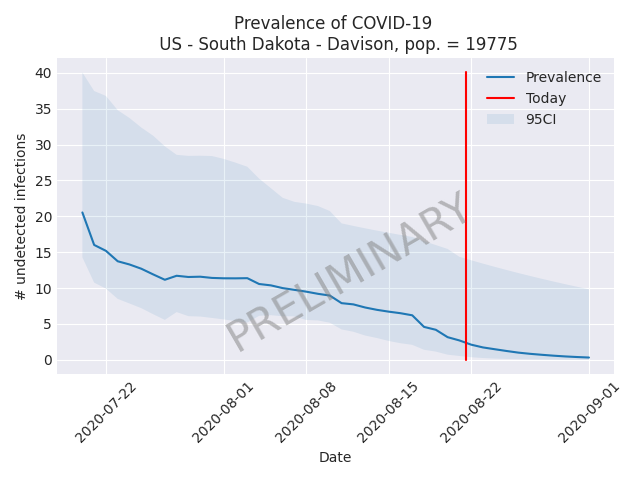 Prevalence of COVID-19
US - South Dakota - Davison, pop. = 19775
# undetected infections
40
35
30
25
20
15
10
5
0
Prevalence
Today
95CI
PRELIMINARY
2020-07-22
2020-08-01
2020-08-08
2020-08-15
2020-08-22
2020-09-01
Date